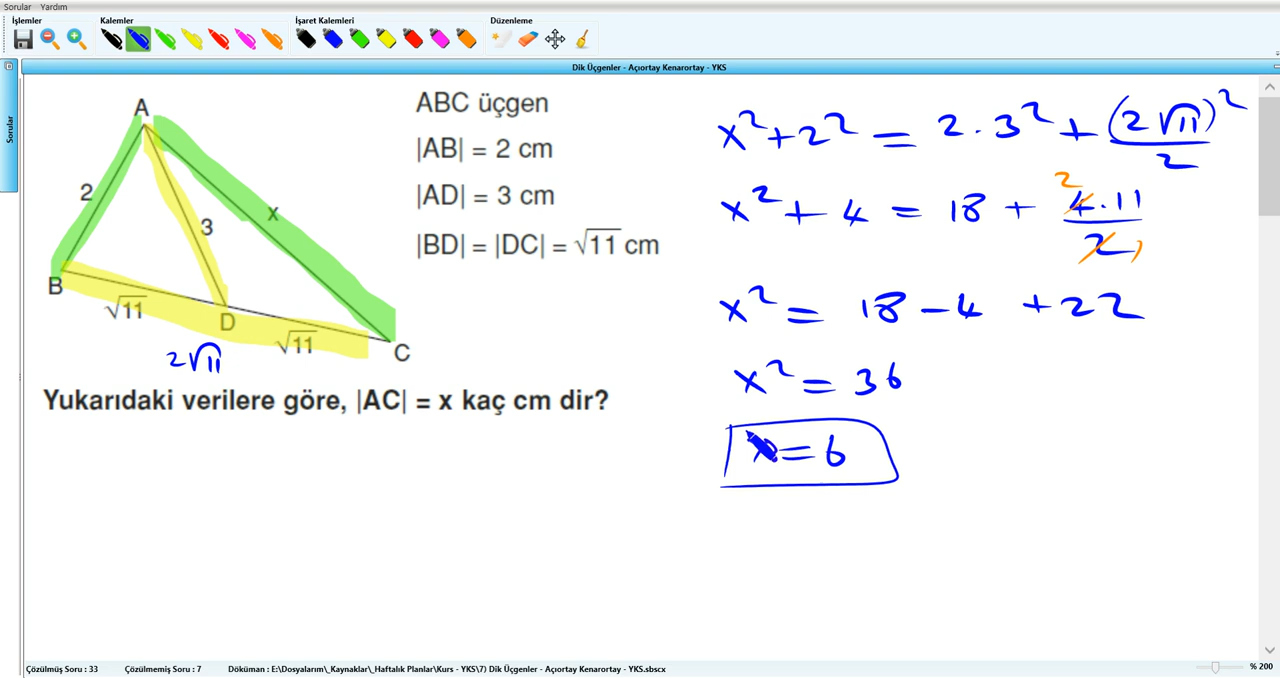 Sorular Yardım
İşlemler Kalemler İşaret Kalemleri Düzenleme
Dik Üçgenler - Açıortay Kenarortay - YKS
Sorular
A
2
3
x
B
√11
D
√11
C
2√11
ABC üçgen
|AB| = 2 cm
|AD| = 3 cm
|BD| = |DC| = √11 cm
Yukarıdaki verilere göre, |AC| = x kaç cm dir?
x² + 2² = 2·3² + (2√11)²/2
x² + 4 = 18 + 4·11/2
2
1
x² = 18 - 4 + 22
x² = 36
x = 6
Çözülmüş Soru : 33 Çözülmemiş Soru : 7 Döküman : E:\Dosyalarım\_Kaynaklar\_Haftalık Planlar\Kurs - YKS\7) Dik Üçgenler - Açıortay Kenarortay - YKS.sbscx % 200